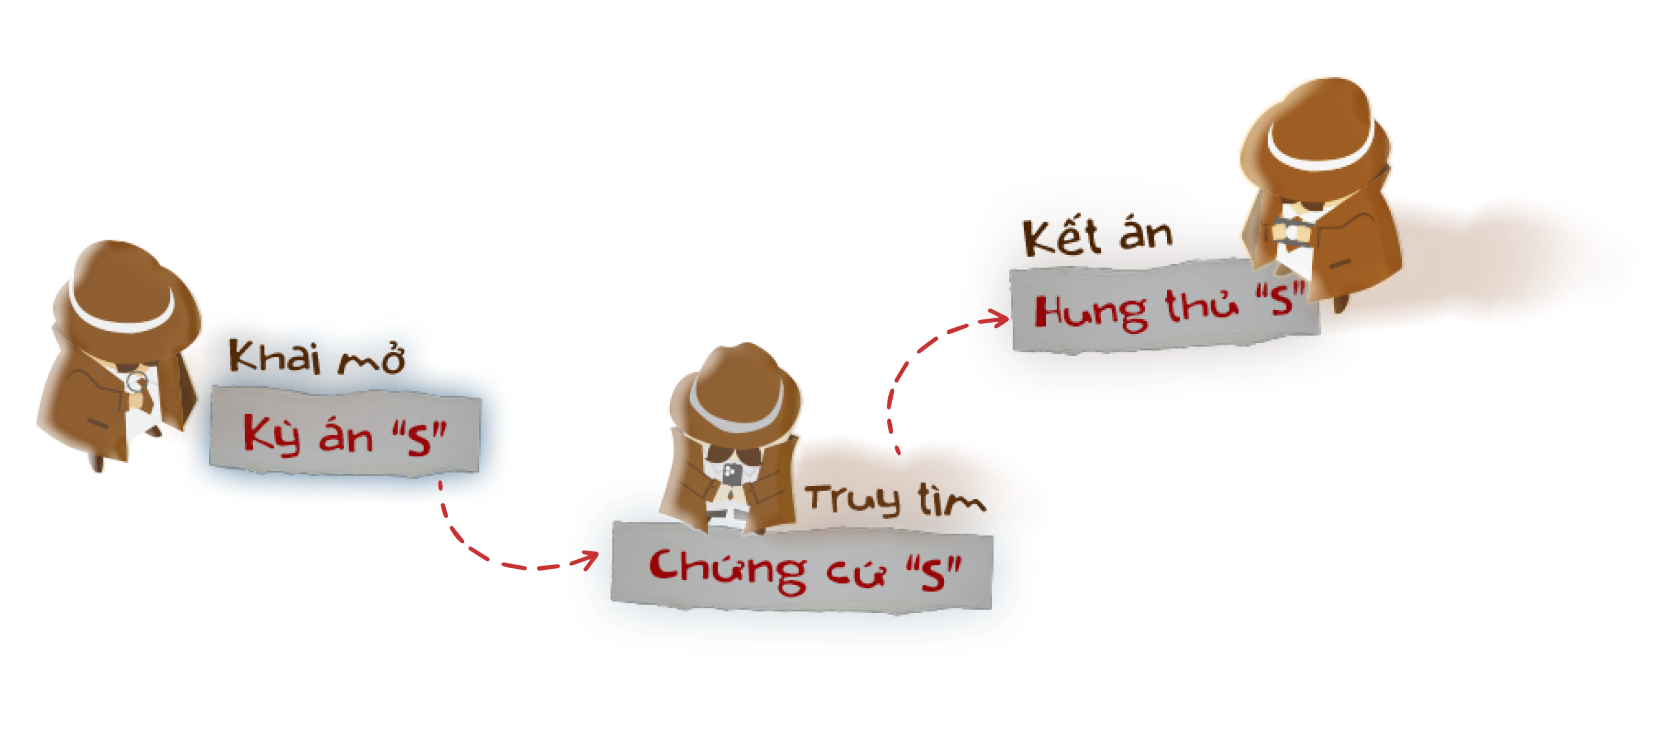 Khai mở
Kỳ án “S”
Truy tìm
Chứng cứ “S”
Kết án
Hung thủ “S”